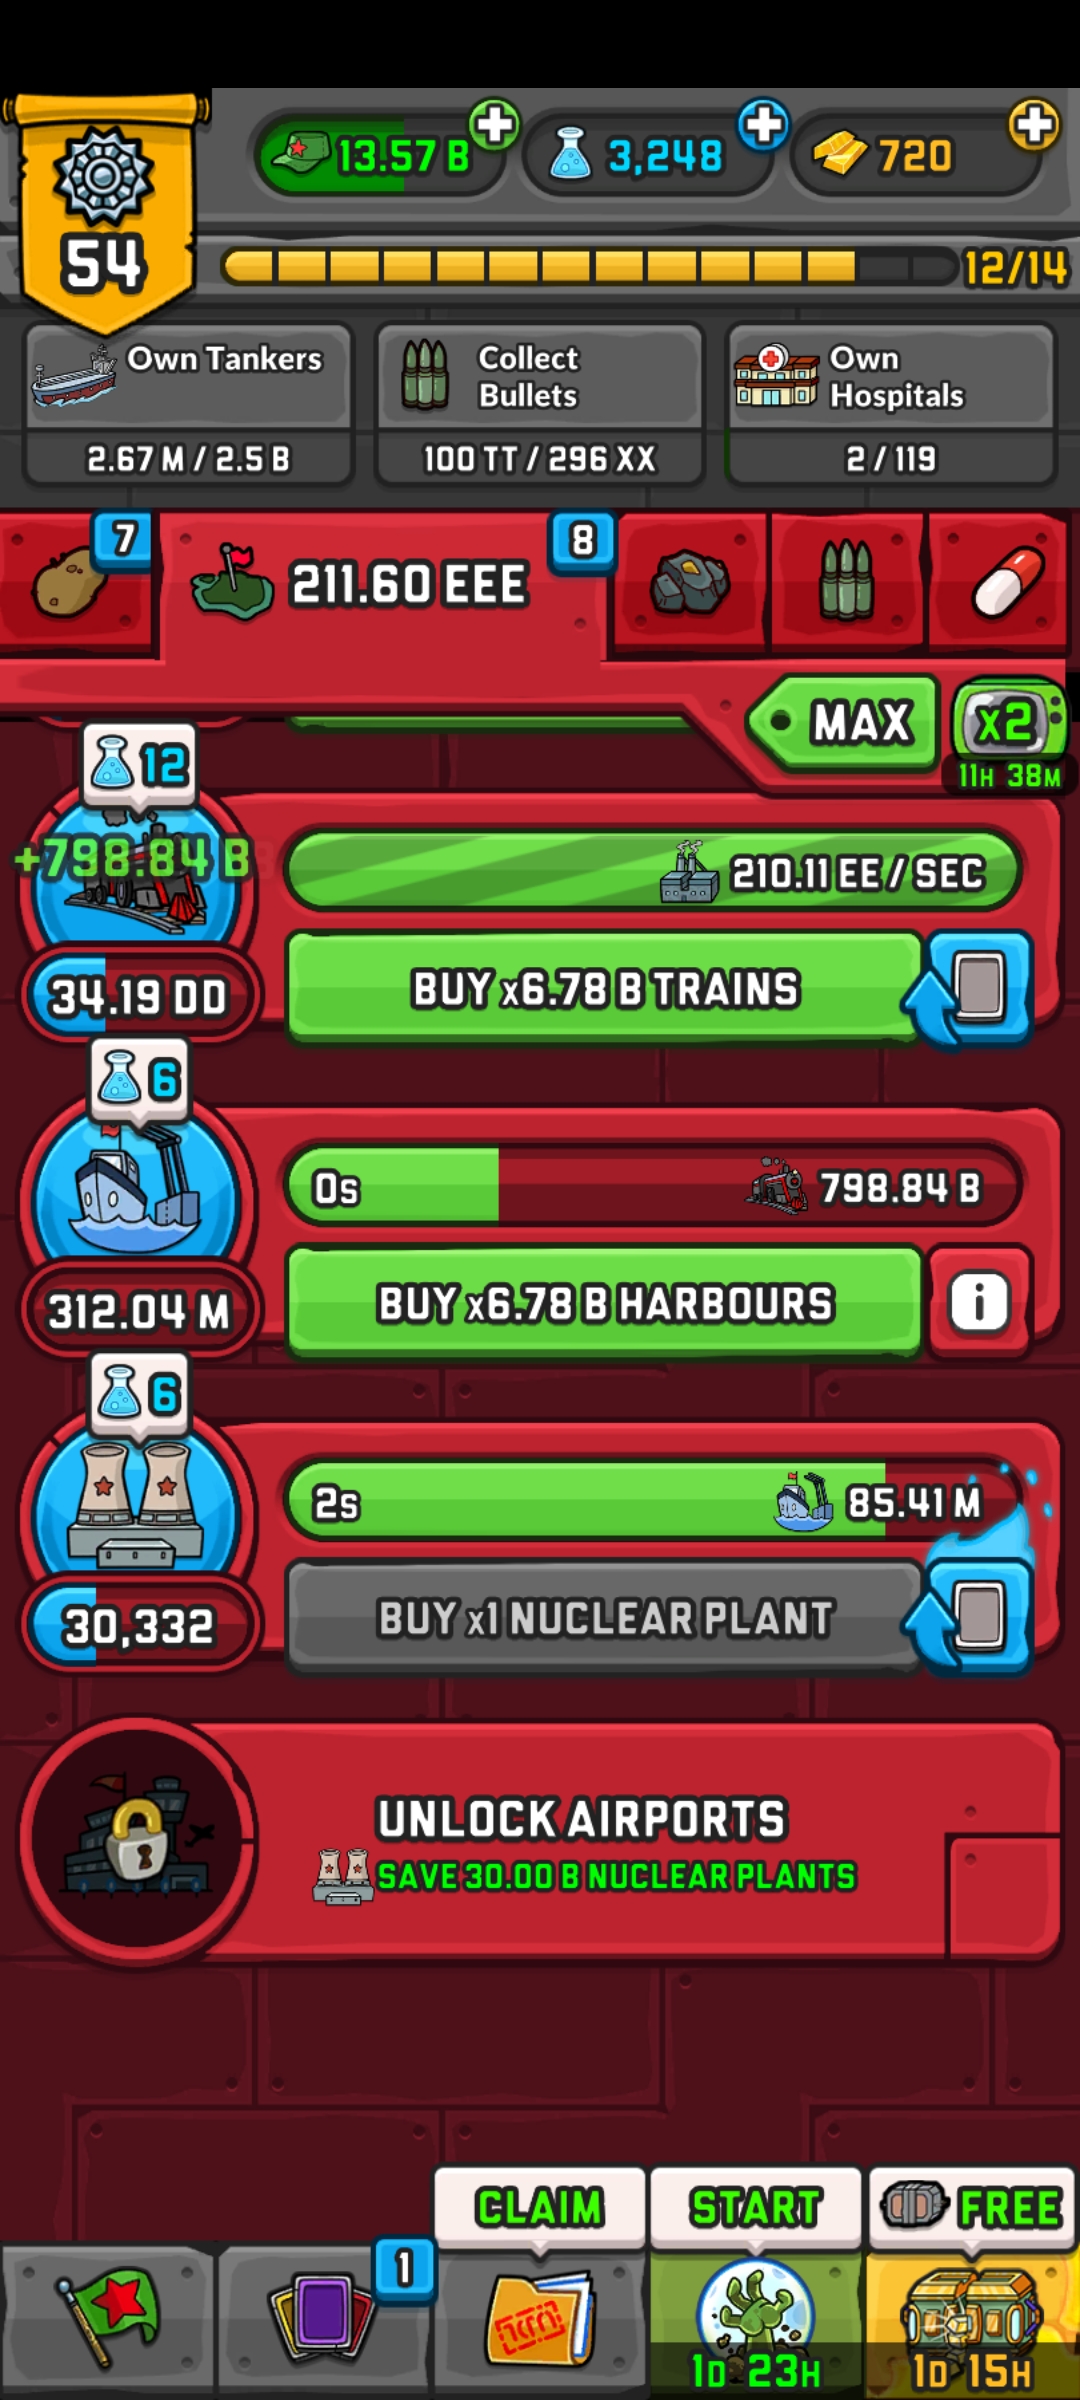 54
13.57 B
3,248
720
12/14
Own Tankers
2.67 M / 2.5 B
Collect
Bullets
100 TT / 296 XX
Own
Hospitals
2 / 119
7
211.60 EEE
8
MAX
x2
11H 38M
12
+798.84 B
210.11 EE / SEC
34.19 DD
BUY x6.78 B TRAINS
6
0s
798.84 B
312.04 M
BUY x6.78 B HARBOURS
i
6
2s
85.41 M
30,332
BUY x1 NUCLEAR PLANT
UNLOCK AIRPORTS
SAVE 30.00 B NUCLEAR PLANTS
CLAIM
START
FREE
1
1D 23H
1D 15H